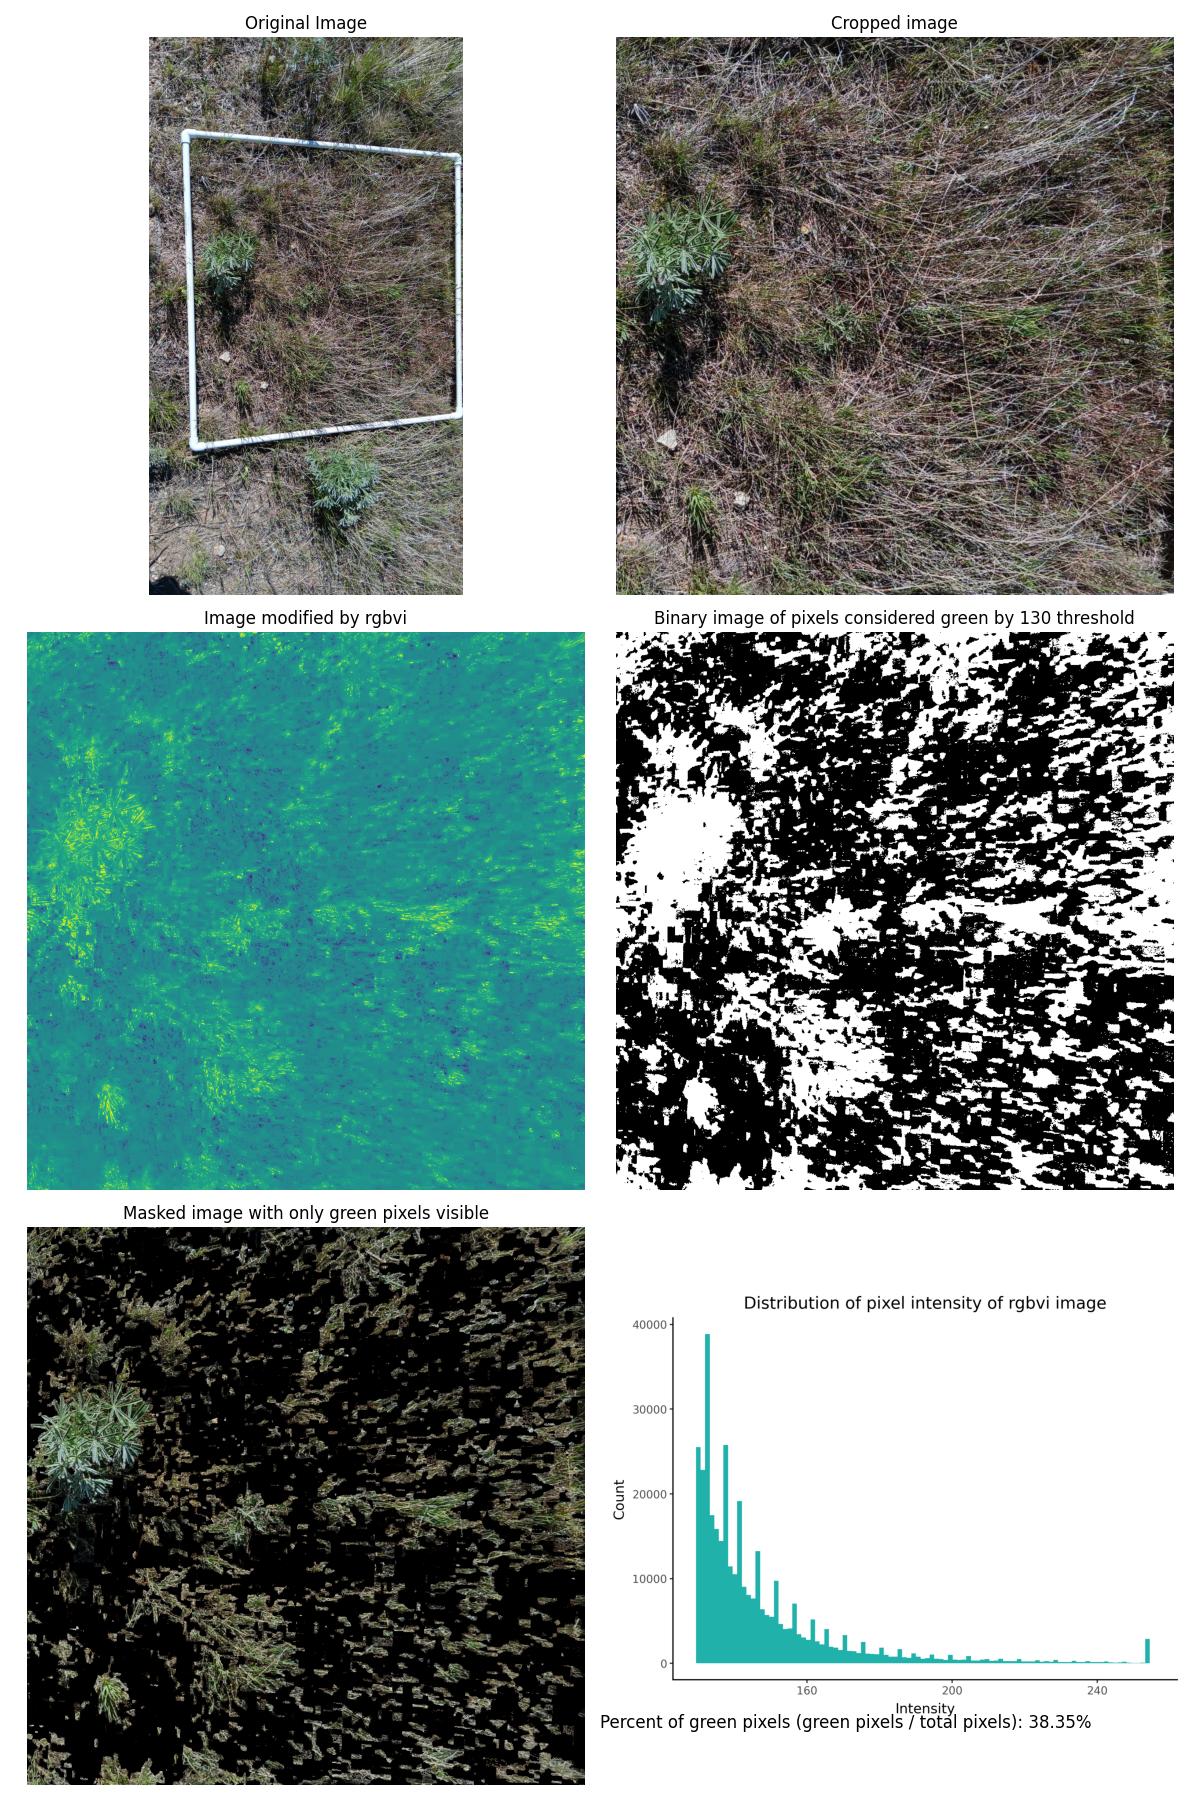 Original Image
Cropped image
Image modified by rgbvi
Binary image of pixels considered green by 130 threshold
Masked image with only green pixels visible
Distribution of pixel intensity of rgbvi image
40000
30000
20000
10000
0
Count
160
200
240
Intensity
Percent of green pixels (green pixels / total pixels): 38.35%